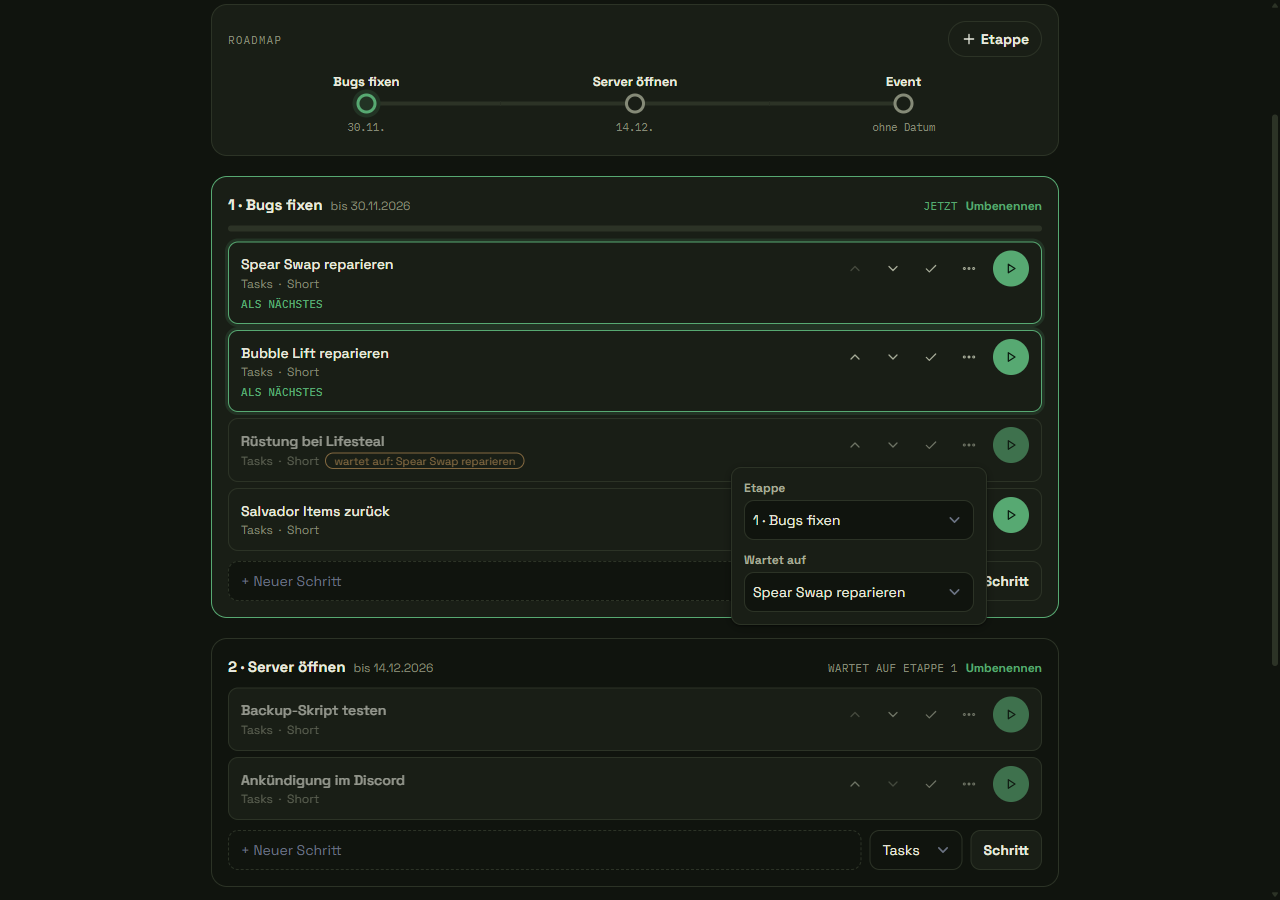 ROADMAP
+ Etappe
Bugs fixen
Server öffnen
Event
30.11.
14.12.
ohne Datum
1 · Bugs fixen bis 30.11.2026
JETZT Umbenennen
Spear Swap reparieren
Tasks · Short
ALS NÄCHSTES
Bubble Lift reparieren
Tasks · Short
ALS NÄCHSTES
Rüstung bei Lifesteal
Tasks · Short wartet auf: Spear Swap reparieren
Etappe
1 · Bugs fixen
Wartet auf
Spear Swap reparieren
Salvador Items zurück
Tasks · Short
+ Neuer Schritt
Schritt
2 · Server öffnen bis 14.12.2026
WARTET AUF ETAPPE 1 Umbenennen
Backup-Skript testen
Tasks · Short
Ankündigung im Discord
Tasks · Short
+ Neuer Schritt
Tasks
Schritt